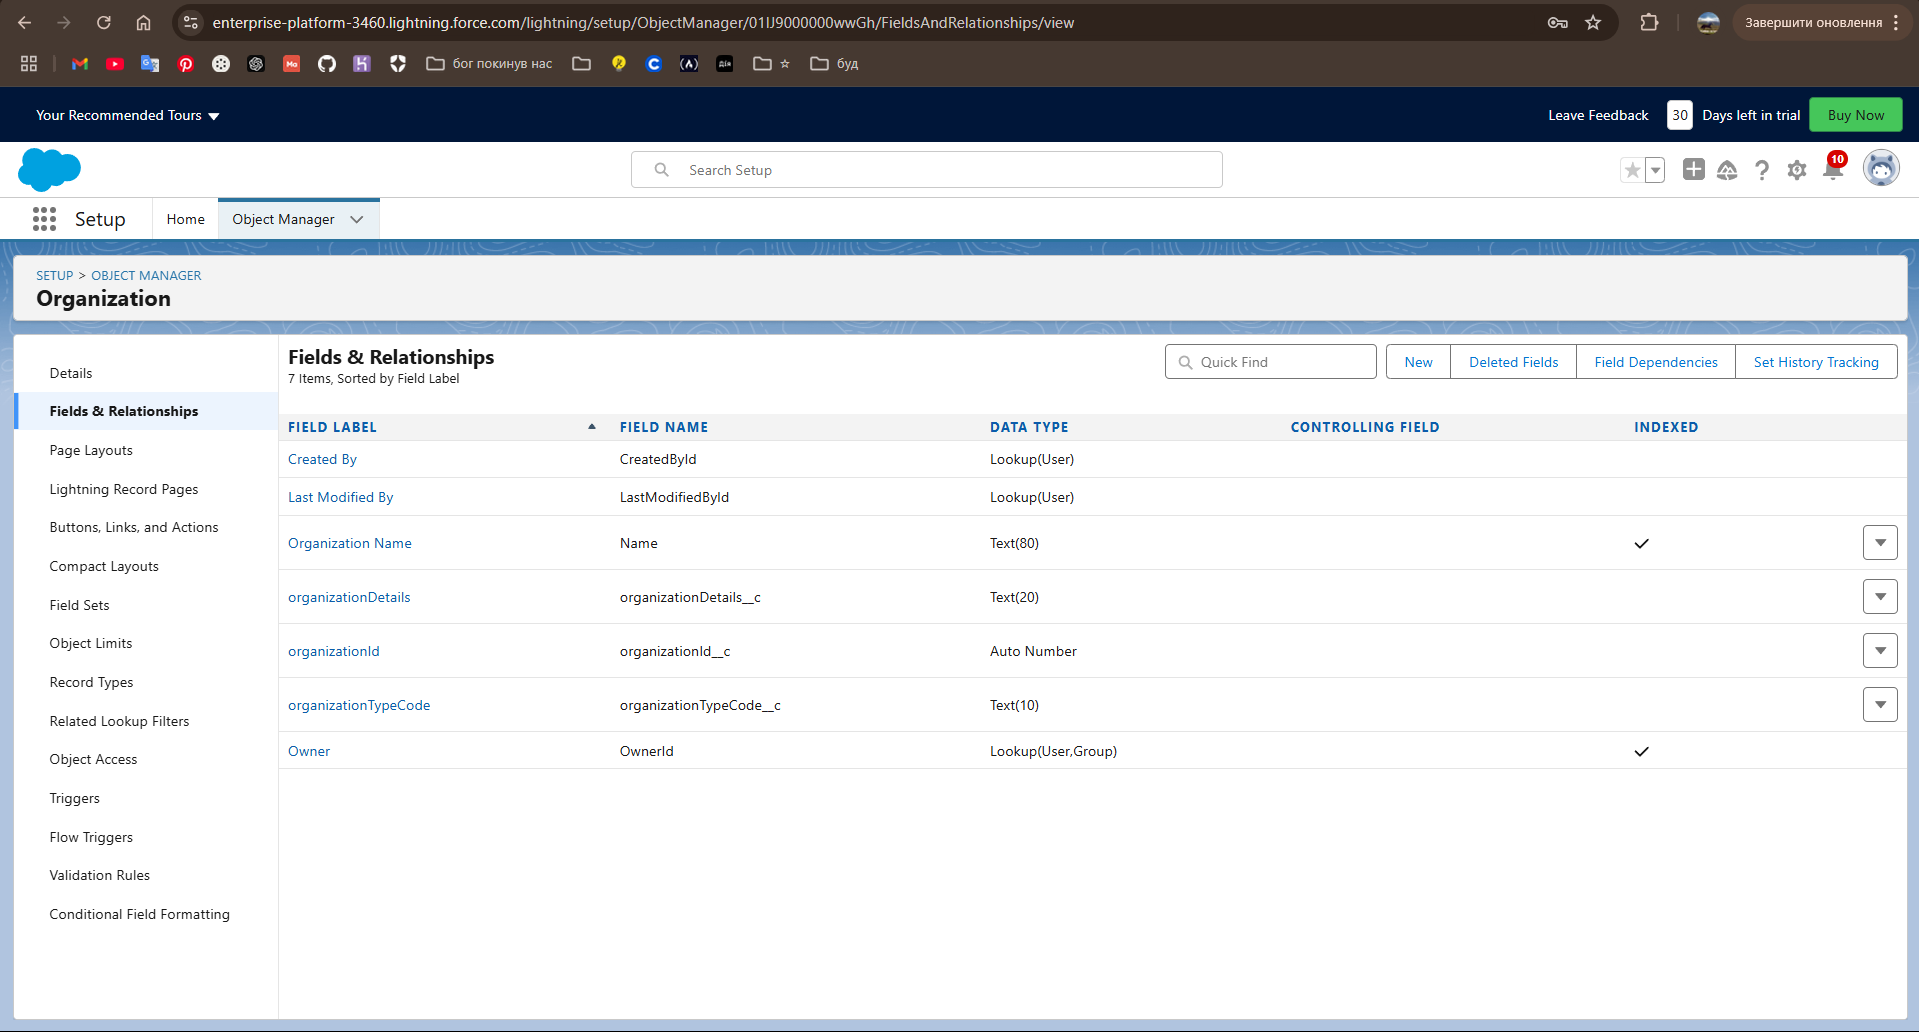 enterprise-platform-3460.lightning.force.com/lightning/setup/ObjectManager/01IJ9000000wwGh/FieldsAndRelationships/view
Завершити оновлення
бог покинув нас
буд
Your Recommended Tours
Leave Feedback
30
Days left in trial
Buy Now
Search Setup
10
Setup
Home
Object Manager
SETUP > OBJECT MANAGER
Organization
Details
Fields & Relationships
Page Layouts
Lightning Record Pages
Buttons, Links, and Actions
Compact Layouts
Field Sets
Object Limits
Record Types
Related Lookup Filters
Object Access
Triggers
Flow Triggers
Validation Rules
Conditional Field Formatting
Fields & Relationships
7 Items, Sorted by Field Label
Quick Find
New
Deleted Fields
Field Dependencies
Set History Tracking
FIELD LABEL FIELD NAME DATA TYPE CONTROLLING FIELD INDEXED
Created By CreatedById Lookup(User)
Last Modified By LastModifiedById Lookup(User)
Organization Name Name Text(80)
organizationDetails organizationDetails__c Text(20)
organizationId organizationId__c Auto Number
organizationTypeCode organizationTypeCode__c Text(10)
Owner OwnerId Lookup(User,Group)